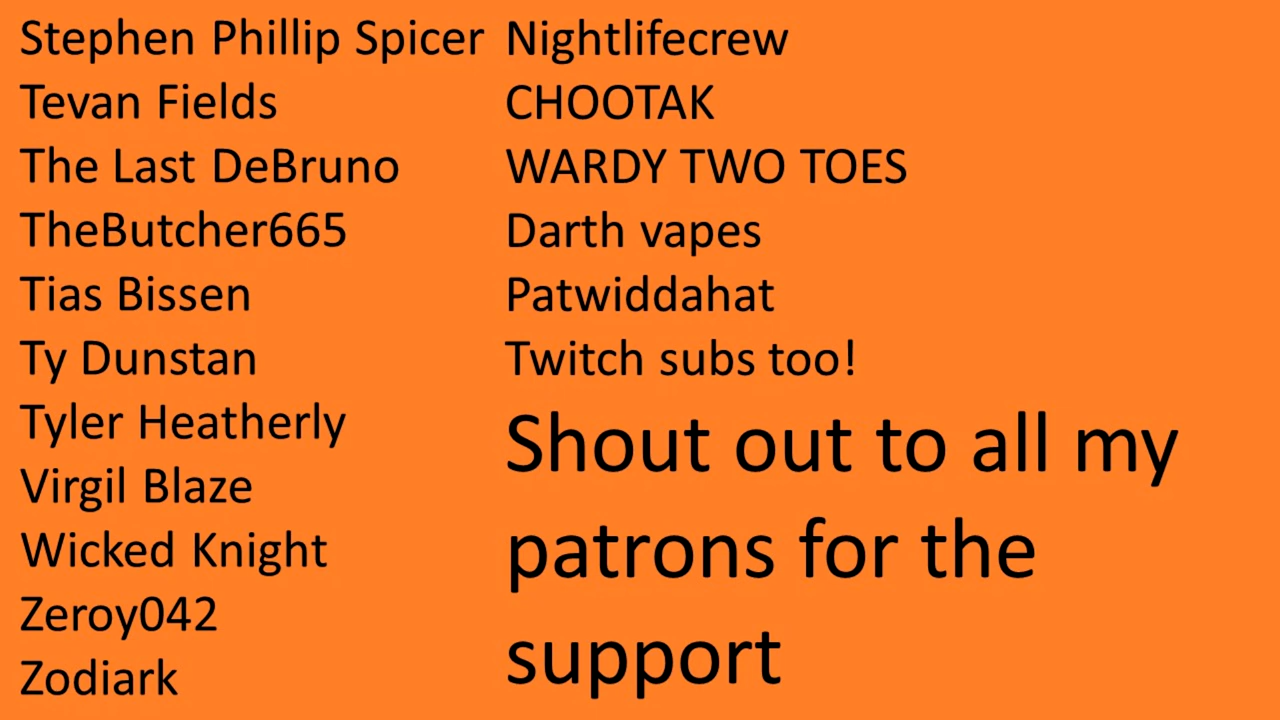 Stephen Phillip Spicer
Tevan Fields
The Last DeBruno
TheButcher665
Tias Bissen
Ty Dunstan
Tyler Heatherly
Virgil Blaze
Wicked Knight
Zeroy042
Zodiark
Nightlifecrew
CHOOTAK
WARDY TWO TOES
Darth vapes
Patwiddahat
Twitch subs too!
Shout out to all my
patrons for the
support